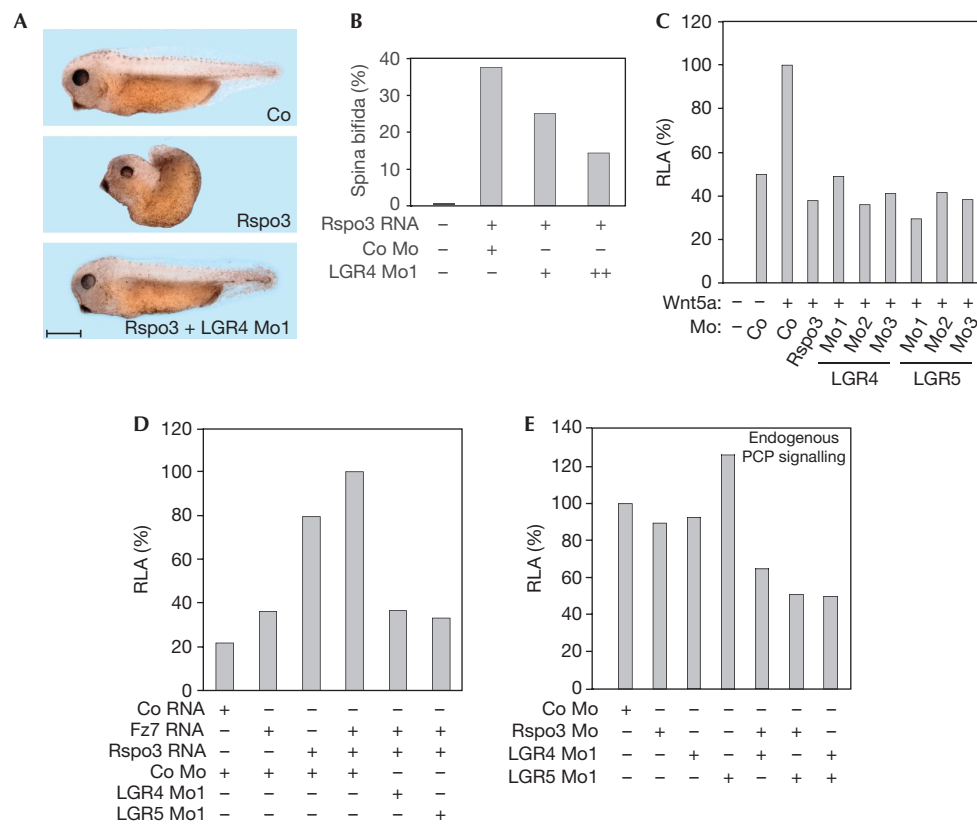 A
Co
Rspo3
Rspo3 + LGR4 Mo1
B
Spina bifida (%)
40
30
20
10
0
Rspo3 RNA – + + +
Co Mo – + – –
LGR4 Mo1 – – + ++
C
RLA (%)
120
100
80
60
40
20
0
Wnt5a: – – + + + + + + + +
Mo: – Co Co Rspo3 Mo1 Mo2 Mo3 Mo1 Mo2 Mo3
LGR4 LGR5
D
RLA (%)
120
100
80
60
40
20
0
Co RNA + – – – – –
Fz7 RNA – + – + + +
Rspo3 RNA – – + + + +
Co Mo + + + + – –
LGR4 Mo1 – – – – + –
LGR5 Mo1 – – – – – +
E
Endogenous
PCP signalling
RLA (%)
140
120
100
80
60
40
20
0
Co Mo + – – – – – –
Rspo3 Mo – + – – + + –
LGR4 Mo1 – – + – + – +
LGR5 Mo1 – – – + – + +